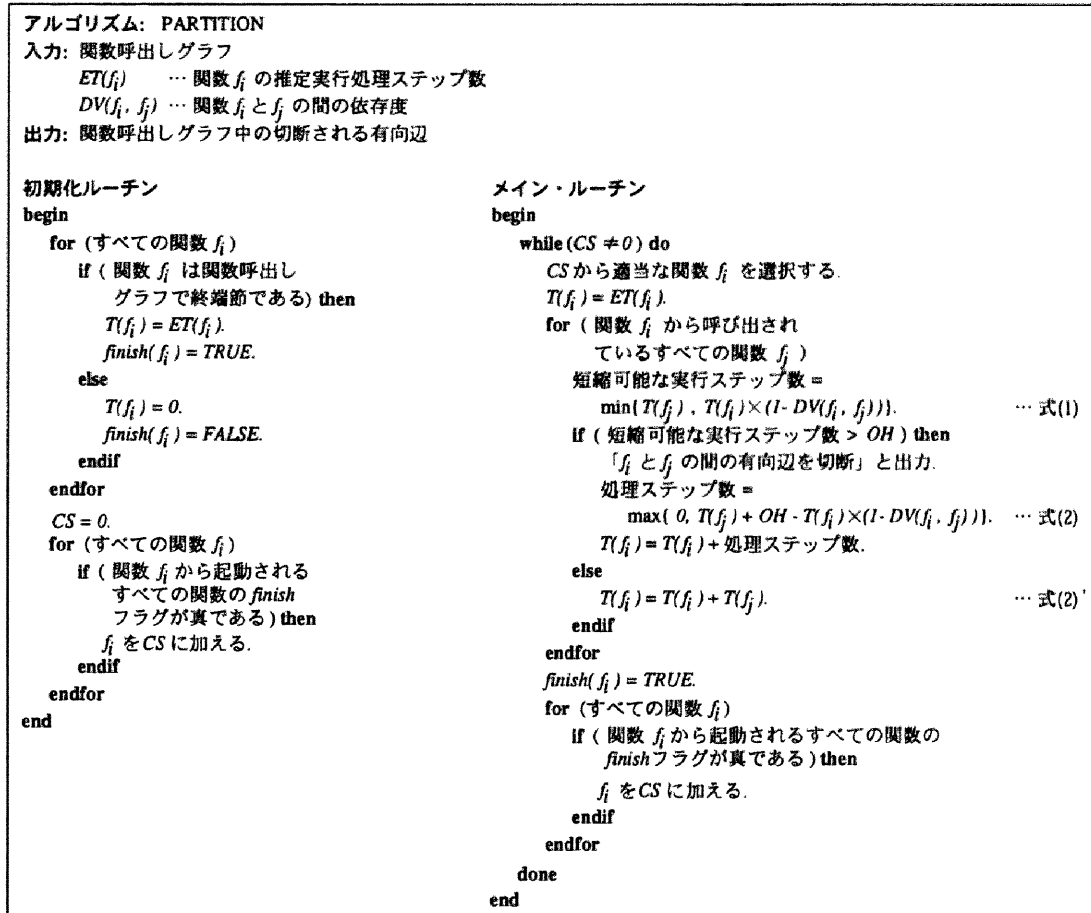 アルゴリズム: PARTITION
入力: 関数呼出しグラフ
ET(fi) … 関数 fi の推定実行処理ステップ数
DV(fi, fj) … 関数 fi と fj の間の依存度
出力: 関数呼出しグラフ中の切断される有向辺
初期化ルーチン
begin
for (すべての関数 fi)
if ( 関数 fi は関数呼出し
グラフで終端節である) then
T(fi) = ET(fi).
finish(fi) = TRUE.
else
T(fi) = 0.
finish(fi) = FALSE.
endif
endfor
CS = 0.
for (すべての関数 fi)
if ( 関数 fi から起動される
すべての関数の finish
フラグが真である ) then
fi をCS に加える.
endif
endfor
end
メイン・ルーチン
begin
while (CS ≠ 0) do
CS から適当な関数 fi を選択する.
T(fi) = ET(fi).
for ( 関数 fi から呼び出され
ているすべての関数 fj )
短縮可能な実行ステップ数 =
min{ T(fj) , T(fi)×(1- DV(fi, fj))}. … 式(1)
if ( 短縮可能な実行ステップ数 > OH ) then
「fi と fj の間の有向辺を切断」と出力.
処理ステップ数 =
max{ 0, T(fj) + OH - T(fi)×(1- DV(fi, fj))}. … 式(2)
T(fi) = T(fi) + 処理ステップ数.
else
T(fi) = T(fi) + T(fj). … 式(2)'
endif
endfor
finish(fi) = TRUE.
for (すべての関数 fi)
if ( 関数 fi から起動されるすべての関数の
finish フラグが真である ) then
fi をCS に加える.
endif
endfor
done
end